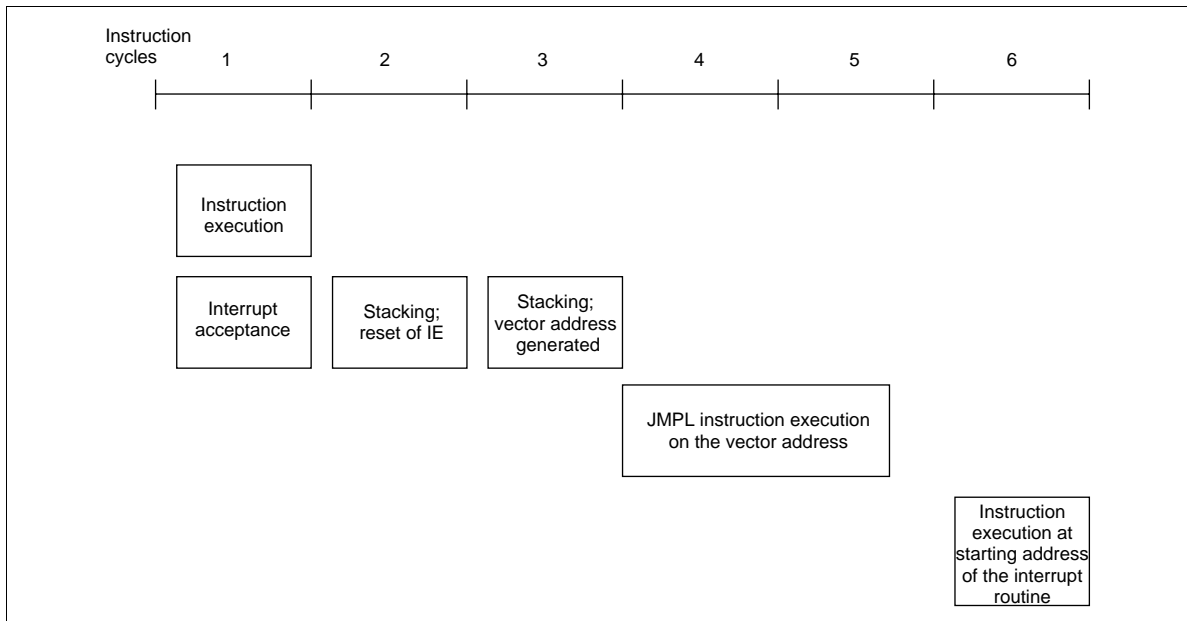 Instruction
cycles
1 2 3 4 5 6
Instruction
execution
Interrupt
acceptance
Stacking;
reset of IE
Stacking;
vector address
generated
JMPL instruction execution
on the vector address
Instruction
execution at
starting address
of the interrupt
routine